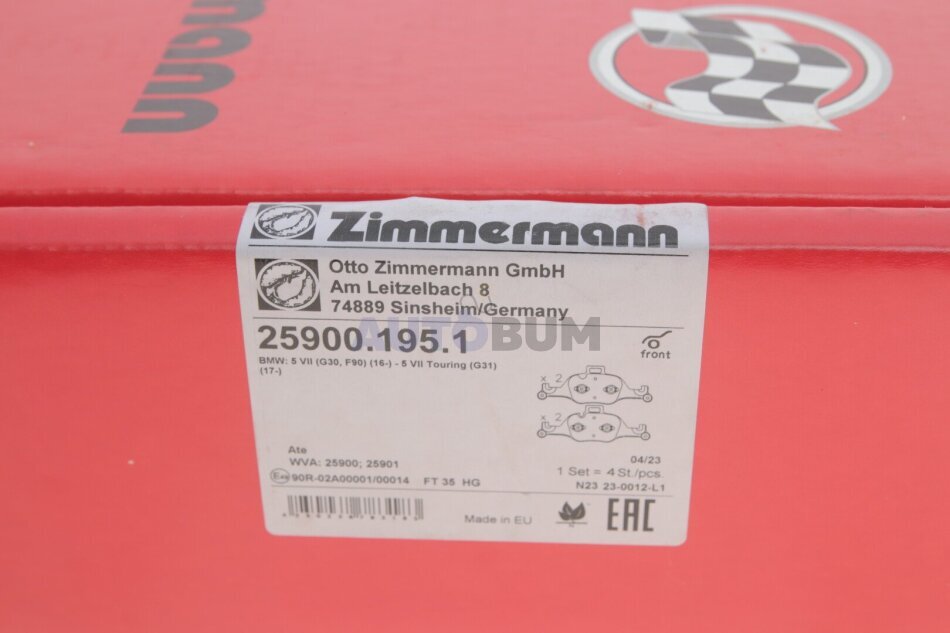 Zimmermann
Otto Zimmermann GmbH
Am Leitzelbach 8
74889 Sinsheim/Germany
AUTOBUM
25900.195.1
front
BMW: 5 VII (G30, F90) (16-) - 5 VII Touring (G31)
(17-)
x 2
x 2
Ate
WVA: 25900; 25901
04/23
1 Set = 4 St./pcs.
90R-02A00001/00014 FT 35 HG
N23 23-0012-L1
Made in EU
EAC